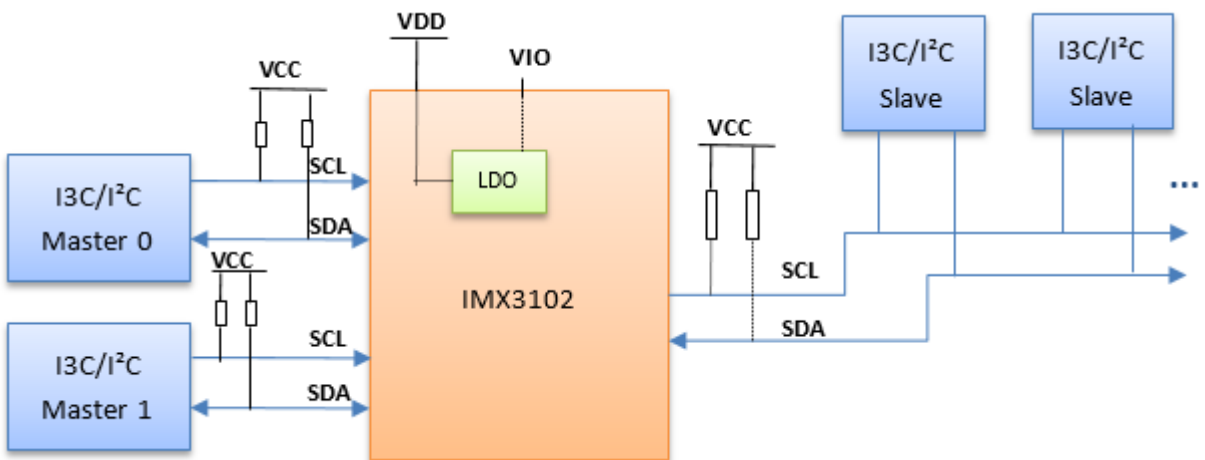 VDD
VIO
VCC
SCL
SDA
I3C/I²C
Master 0
VCC
SCL
SDA
I3C/I²C
Master 1
LDO
IMX3102
VCC
SCL
SDA
I3C/I²C
Slave
I3C/I²C
Slave
...